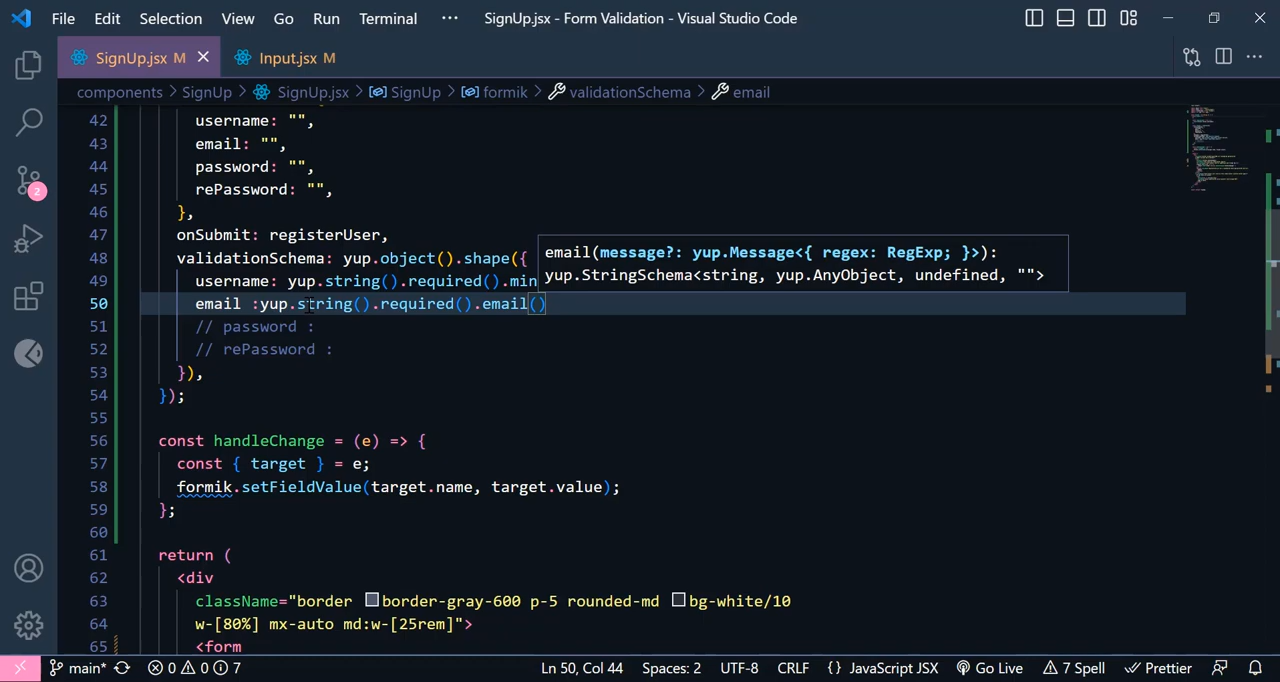 File Edit Selection View Go Run Terminal ··· SignUp.jsx - Form Validation - Visual Studio Code
SignUp.jsx M Input.jsx M
components > SignUp > SignUp.jsx > SignUp > formik > validationSchema > email
42 username: "",
43 email: "",
44 password: "",
45 rePassword: "",
46 },
47 onSubmit: registerUser,
48 validationSchema: yup.object().shape({
email(message?: yup.Message<{ regex: RegExp; }>):
yup.StringSchema<string, yup.AnyObject, undefined, "">
49 username: yup.string().required().min
50 email :yup.string().required().email()
51 // password :
52 // rePassword :
53 }),
54 });
55
56 const handleChange = (e) => {
57 const { target } = e;
58 formik.setFieldValue(target.name, target.value);
59 };
60
61 return (
62 <div
63 className="border border-gray-600 p-5 rounded-md bg-white/10
64 w-[80%] mx-auto md:w-[25rem]">
65 <form
2
main* 0 0 7 Ln 50, Col 44 Spaces: 2 UTF-8 CRLF {} JavaScript JSX Go Live 7 Spell Prettier